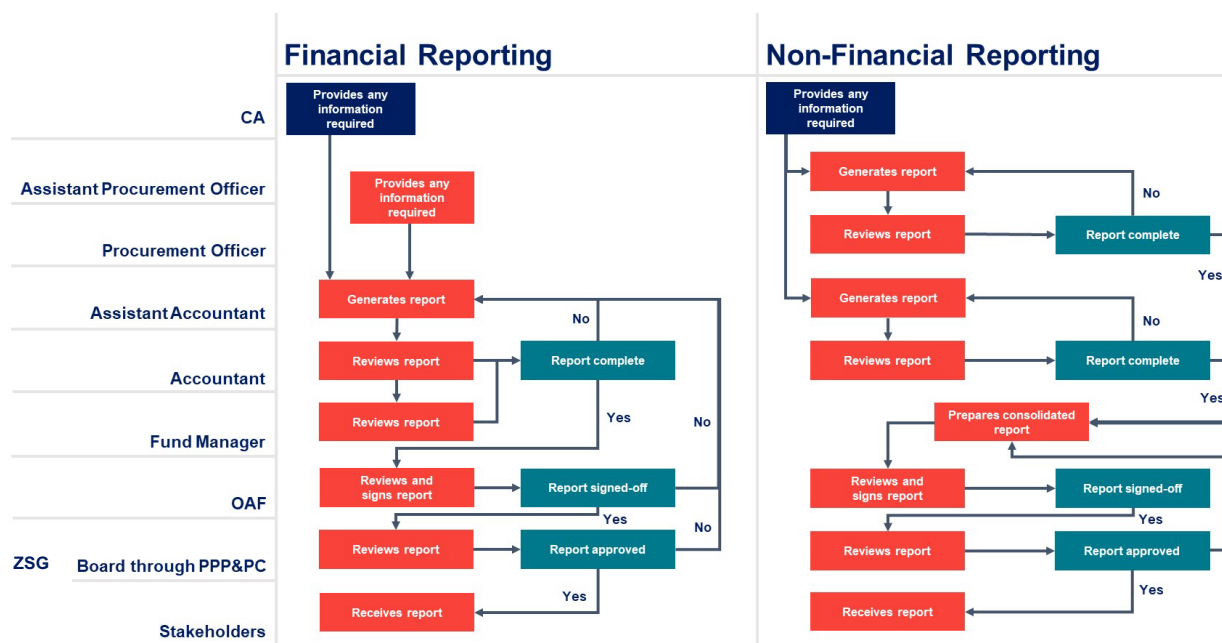 Financial Reporting
Non-Financial Reporting
CA
Assistant Procurement Officer
Procurement Officer
Assistant Accountant
Accountant
Fund Manager
OAF
ZSG
Board through PPP&PC
Stakeholders
Provides any
information
required
Provides any
information
required
Generates report
No
Reviews report
Report complete
Reviews report
Yes
No
Reviews and
signs report
Report signed-off
Yes
No
Reviews report
Report approved
Yes
Receives report
Provides any
information
required
Generates report
No
Reviews report
Report complete
Yes
Generates report
No
Reviews report
Report complete
Yes
Prepares consolidated
report
Reviews and
signs report
Report signed-off
Yes
Reviews report
Report approved
Yes
Receives report